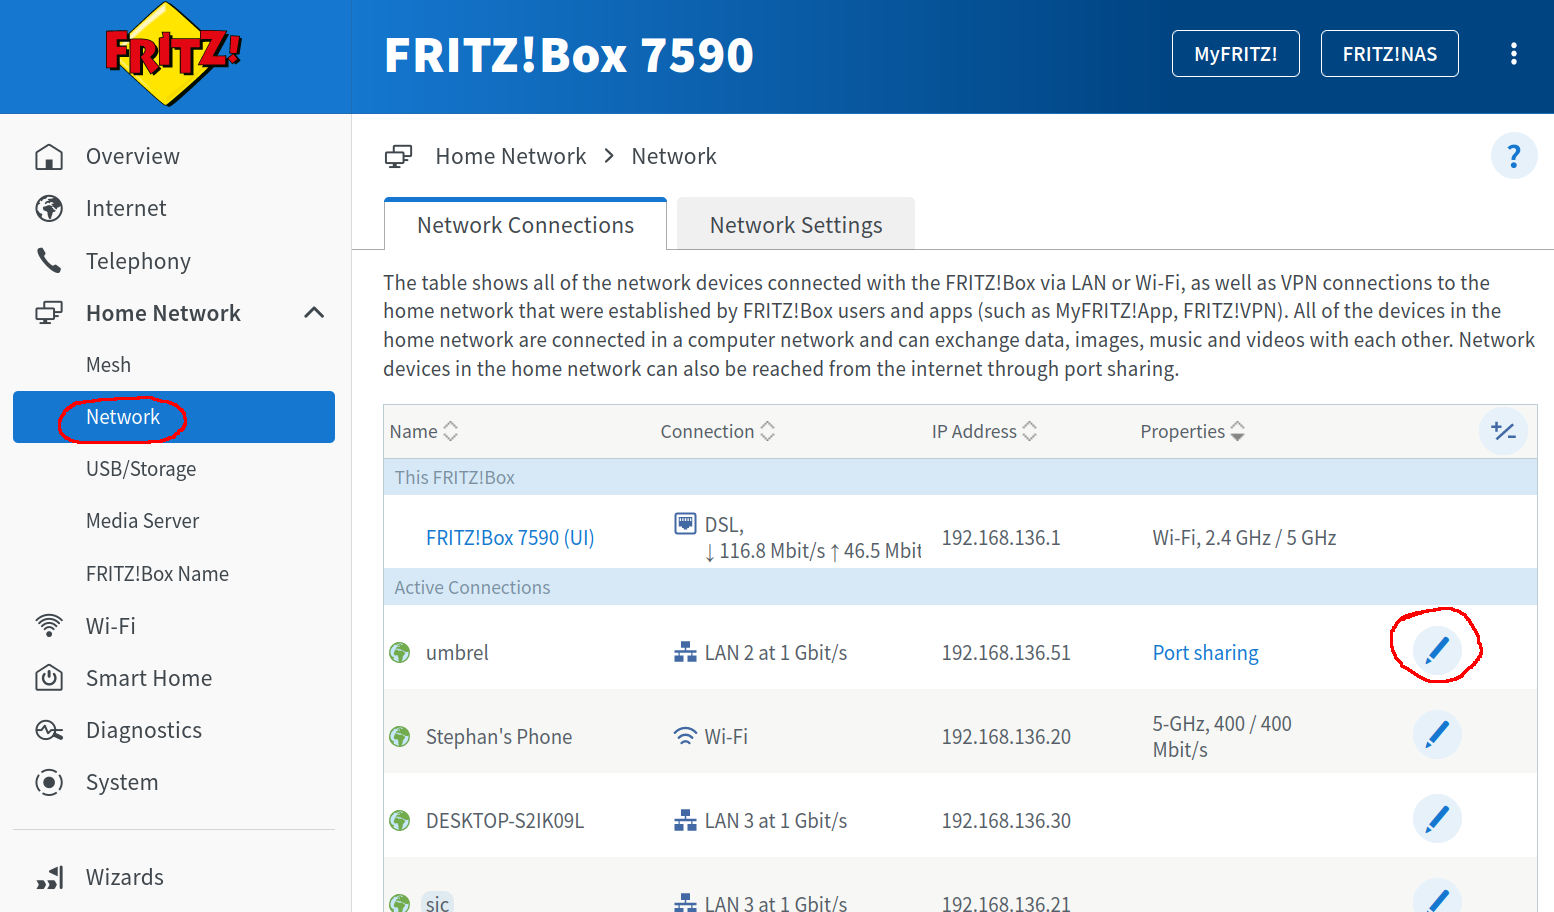 FRITZ!
FRITZ!Box 7590
MyFRITZ!
FRITZ!NAS
Overview
Internet
Telephony
Home Network
Mesh
Network
USB/Storage
Media Server
FRITZ!Box Name
Wi-Fi
Smart Home
Diagnostics
System
Wizards
Home Network > Network
?
Network Connections
Network Settings
The table shows all of the network devices connected with the FRITZ!Box via LAN or Wi-Fi, as well as VPN connections to the
home network that were established by FRITZ!Box users and apps (such as MyFRITZ!App, FRITZ!VPN). All of the devices in the
home network are connected in a computer network and can exchange data, images, music and videos with each other. Network
devices in the home network can also be reached from the internet through port sharing.
Name Connection IP Address Properties +/-
This FRITZ!Box
FRITZ!Box 7590 (UI) DSL, 192.168.136.1 Wi-Fi, 2.4 GHz / 5 GHz
↓ 116.8 Mbit/s ↑ 46.5 Mbit
Active Connections
umbrel LAN 2 at 1 Gbit/s 192.168.136.51 Port sharing
Stephan's Phone Wi-Fi 192.168.136.20 5-GHz, 400 / 400
Mbit/s
DESKTOP-S2IK09L LAN 3 at 1 Gbit/s 192.168.136.30
sic LAN 3 at 1 Gbit/s 192.168.136.21